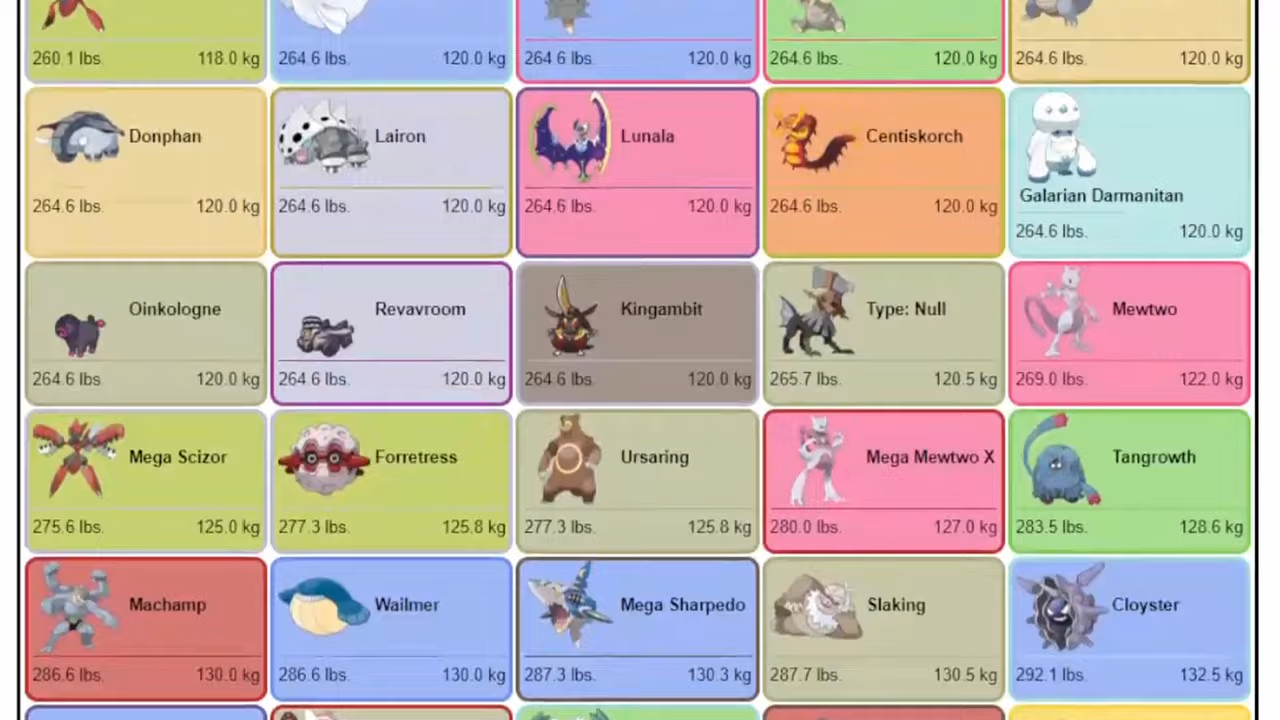 260.1 lbs. 118.0 kg
264.6 lbs. 120.0 kg
264.6 lbs. 120.0 kg
264.6 lbs. 120.0 kg
264.6 lbs. 120.0 kg
Donphan
264.6 lbs. 120.0 kg
Lairon
264.6 lbs. 120.0 kg
Lunala
264.6 lbs. 120.0 kg
Centiskorch
264.6 lbs. 120.0 kg
Galarian Darmanitan
264.6 lbs. 120.0 kg
Oinkologne
264.6 lbs. 120.0 kg
Revavroom
264.6 lbs. 120.0 kg
Kingambit
264.6 lbs. 120.0 kg
Type: Null
265.7 lbs. 120.5 kg
Mewtwo
269.0 lbs. 122.0 kg
Mega Scizor
275.6 lbs. 125.0 kg
Forretress
277.3 lbs. 125.8 kg
Ursaring
277.3 lbs. 125.8 kg
Mega Mewtwo X
280.0 lbs. 127.0 kg
Tangrowth
283.5 lbs. 128.6 kg
Machamp
286.6 lbs. 130.0 kg
Wailmer
286.6 lbs. 130.0 kg
Mega Sharpedo
287.3 lbs. 130.3 kg
Slaking
287.7 lbs. 130.5 kg
Cloyster
292.1 lbs. 132.5 kg